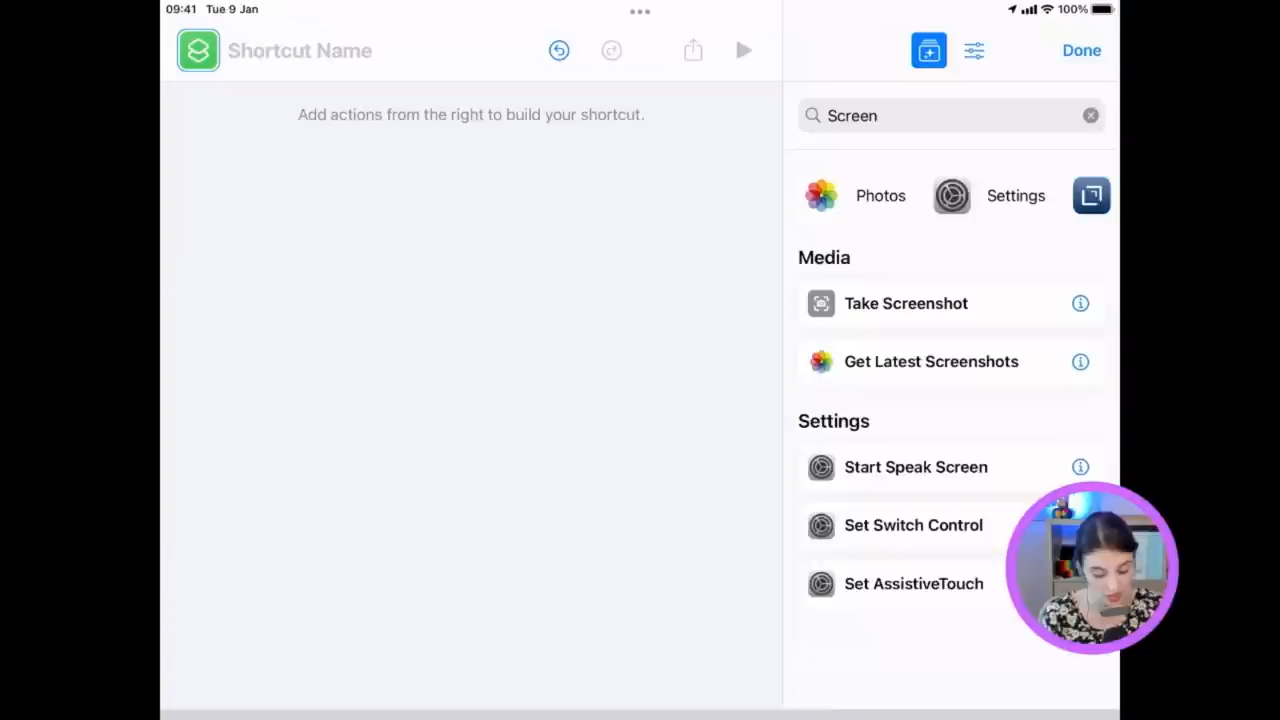 09:41 Tue 9 Jan
100%
Shortcut Name
Done
Add actions from the right to build your shortcut.
Screen
Photos
Settings
Media
Take Screenshot
Get Latest Screenshots
Settings
Start Speak Screen
Set Switch Control
Set AssistiveTouch